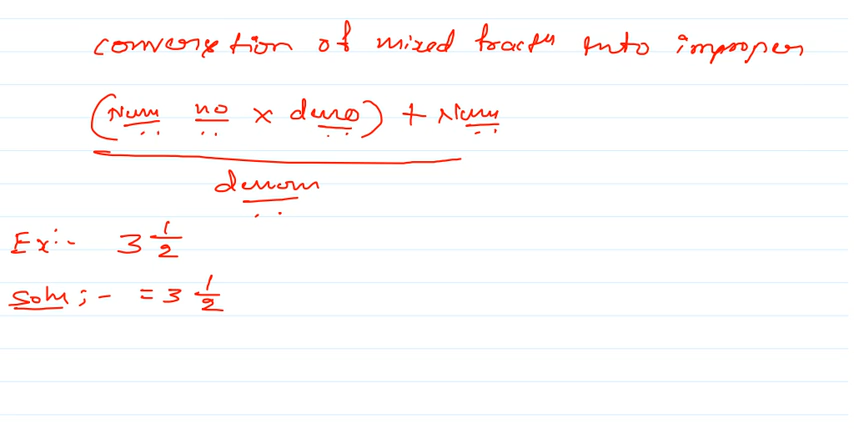 conversion of mixed fractn into improper
(Num no × deno) + Num
denom
Ex:- 3 1/2
Soln ;- = 3 1/2